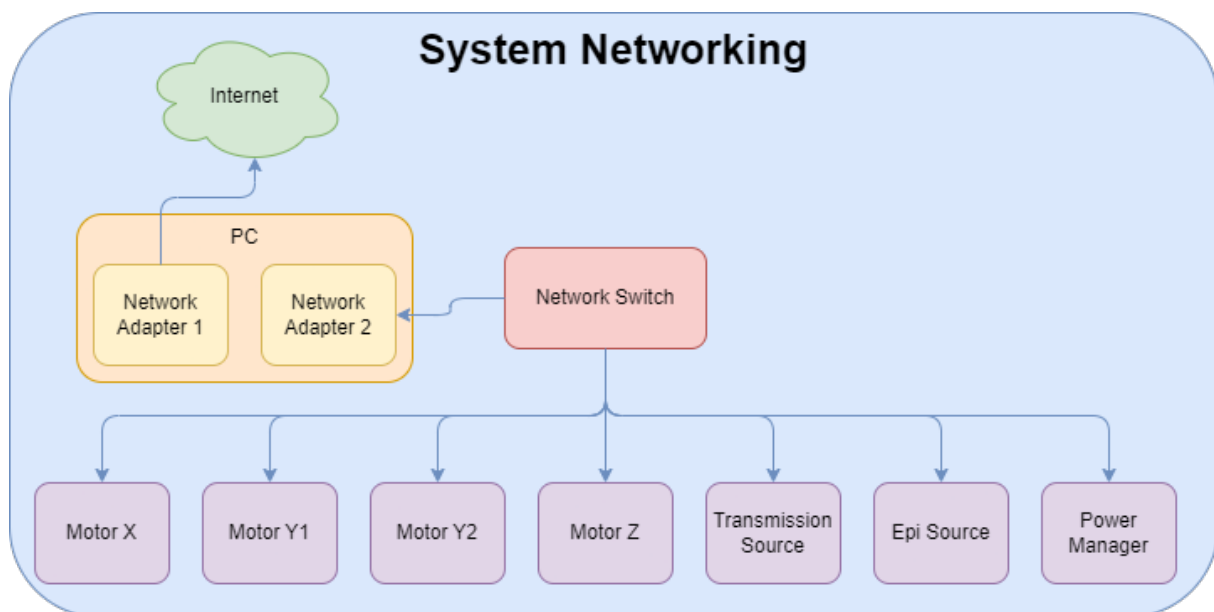 System Networking
Internet
PC
Network
Adapter 1
Network
Adapter 2
Network Switch
Motor X
Motor Y1
Motor Y2
Motor Z
Transmission
Source
Epi Source
Power
Manager